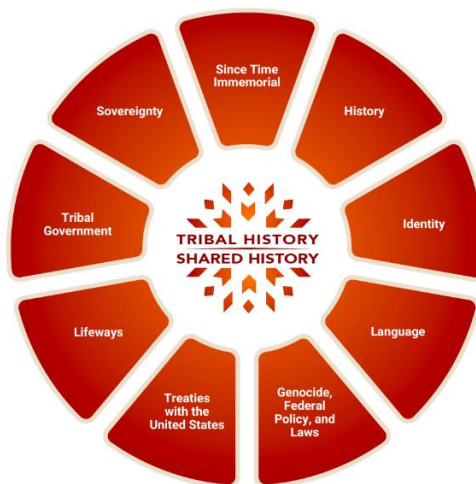 Since Time
Immemorial
History
Identity
Language
Genocide,
Federal
Policy, and
Laws
Treaties
with the
United States
Lifeways
Tribal
Government
Sovereignty
TRIBAL HISTORY
SHARED HISTORY